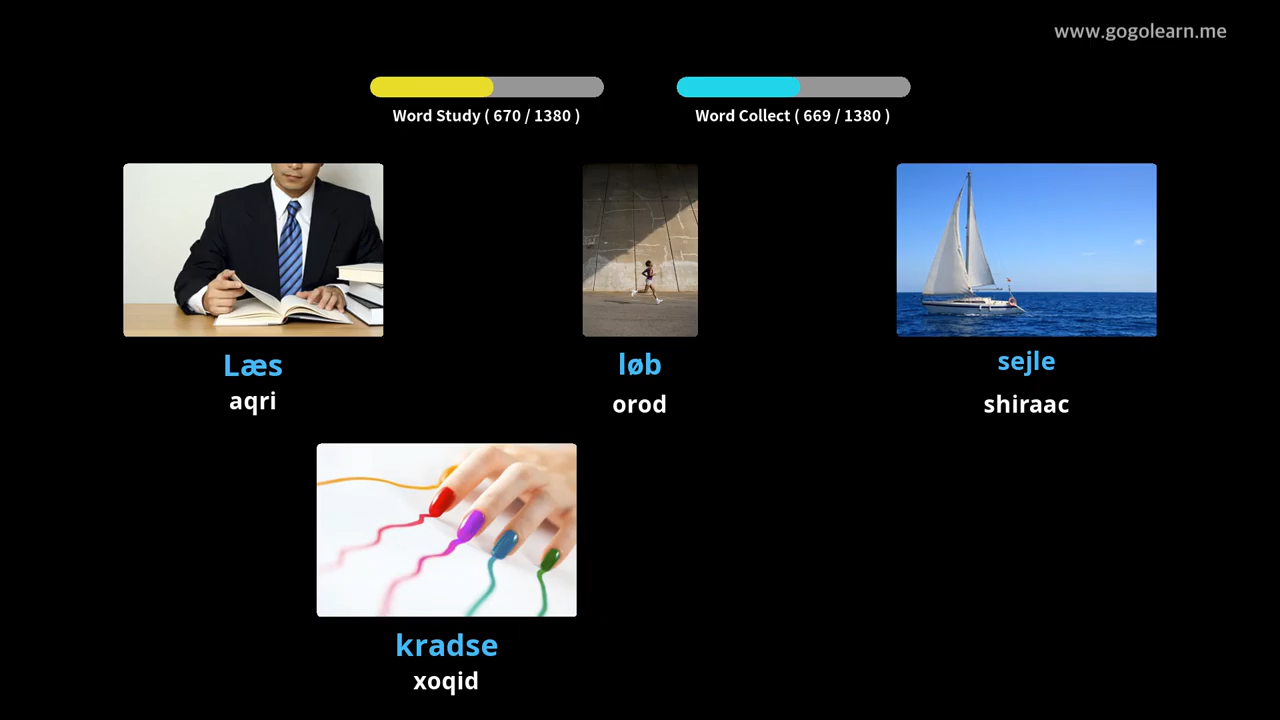 www.gogolearn.me
Word Study ( 670 / 1380 )
Word Collect ( 669 / 1380 )
Læs
aqri
løb
orod
sejle
shiraac
kradse
xoqid